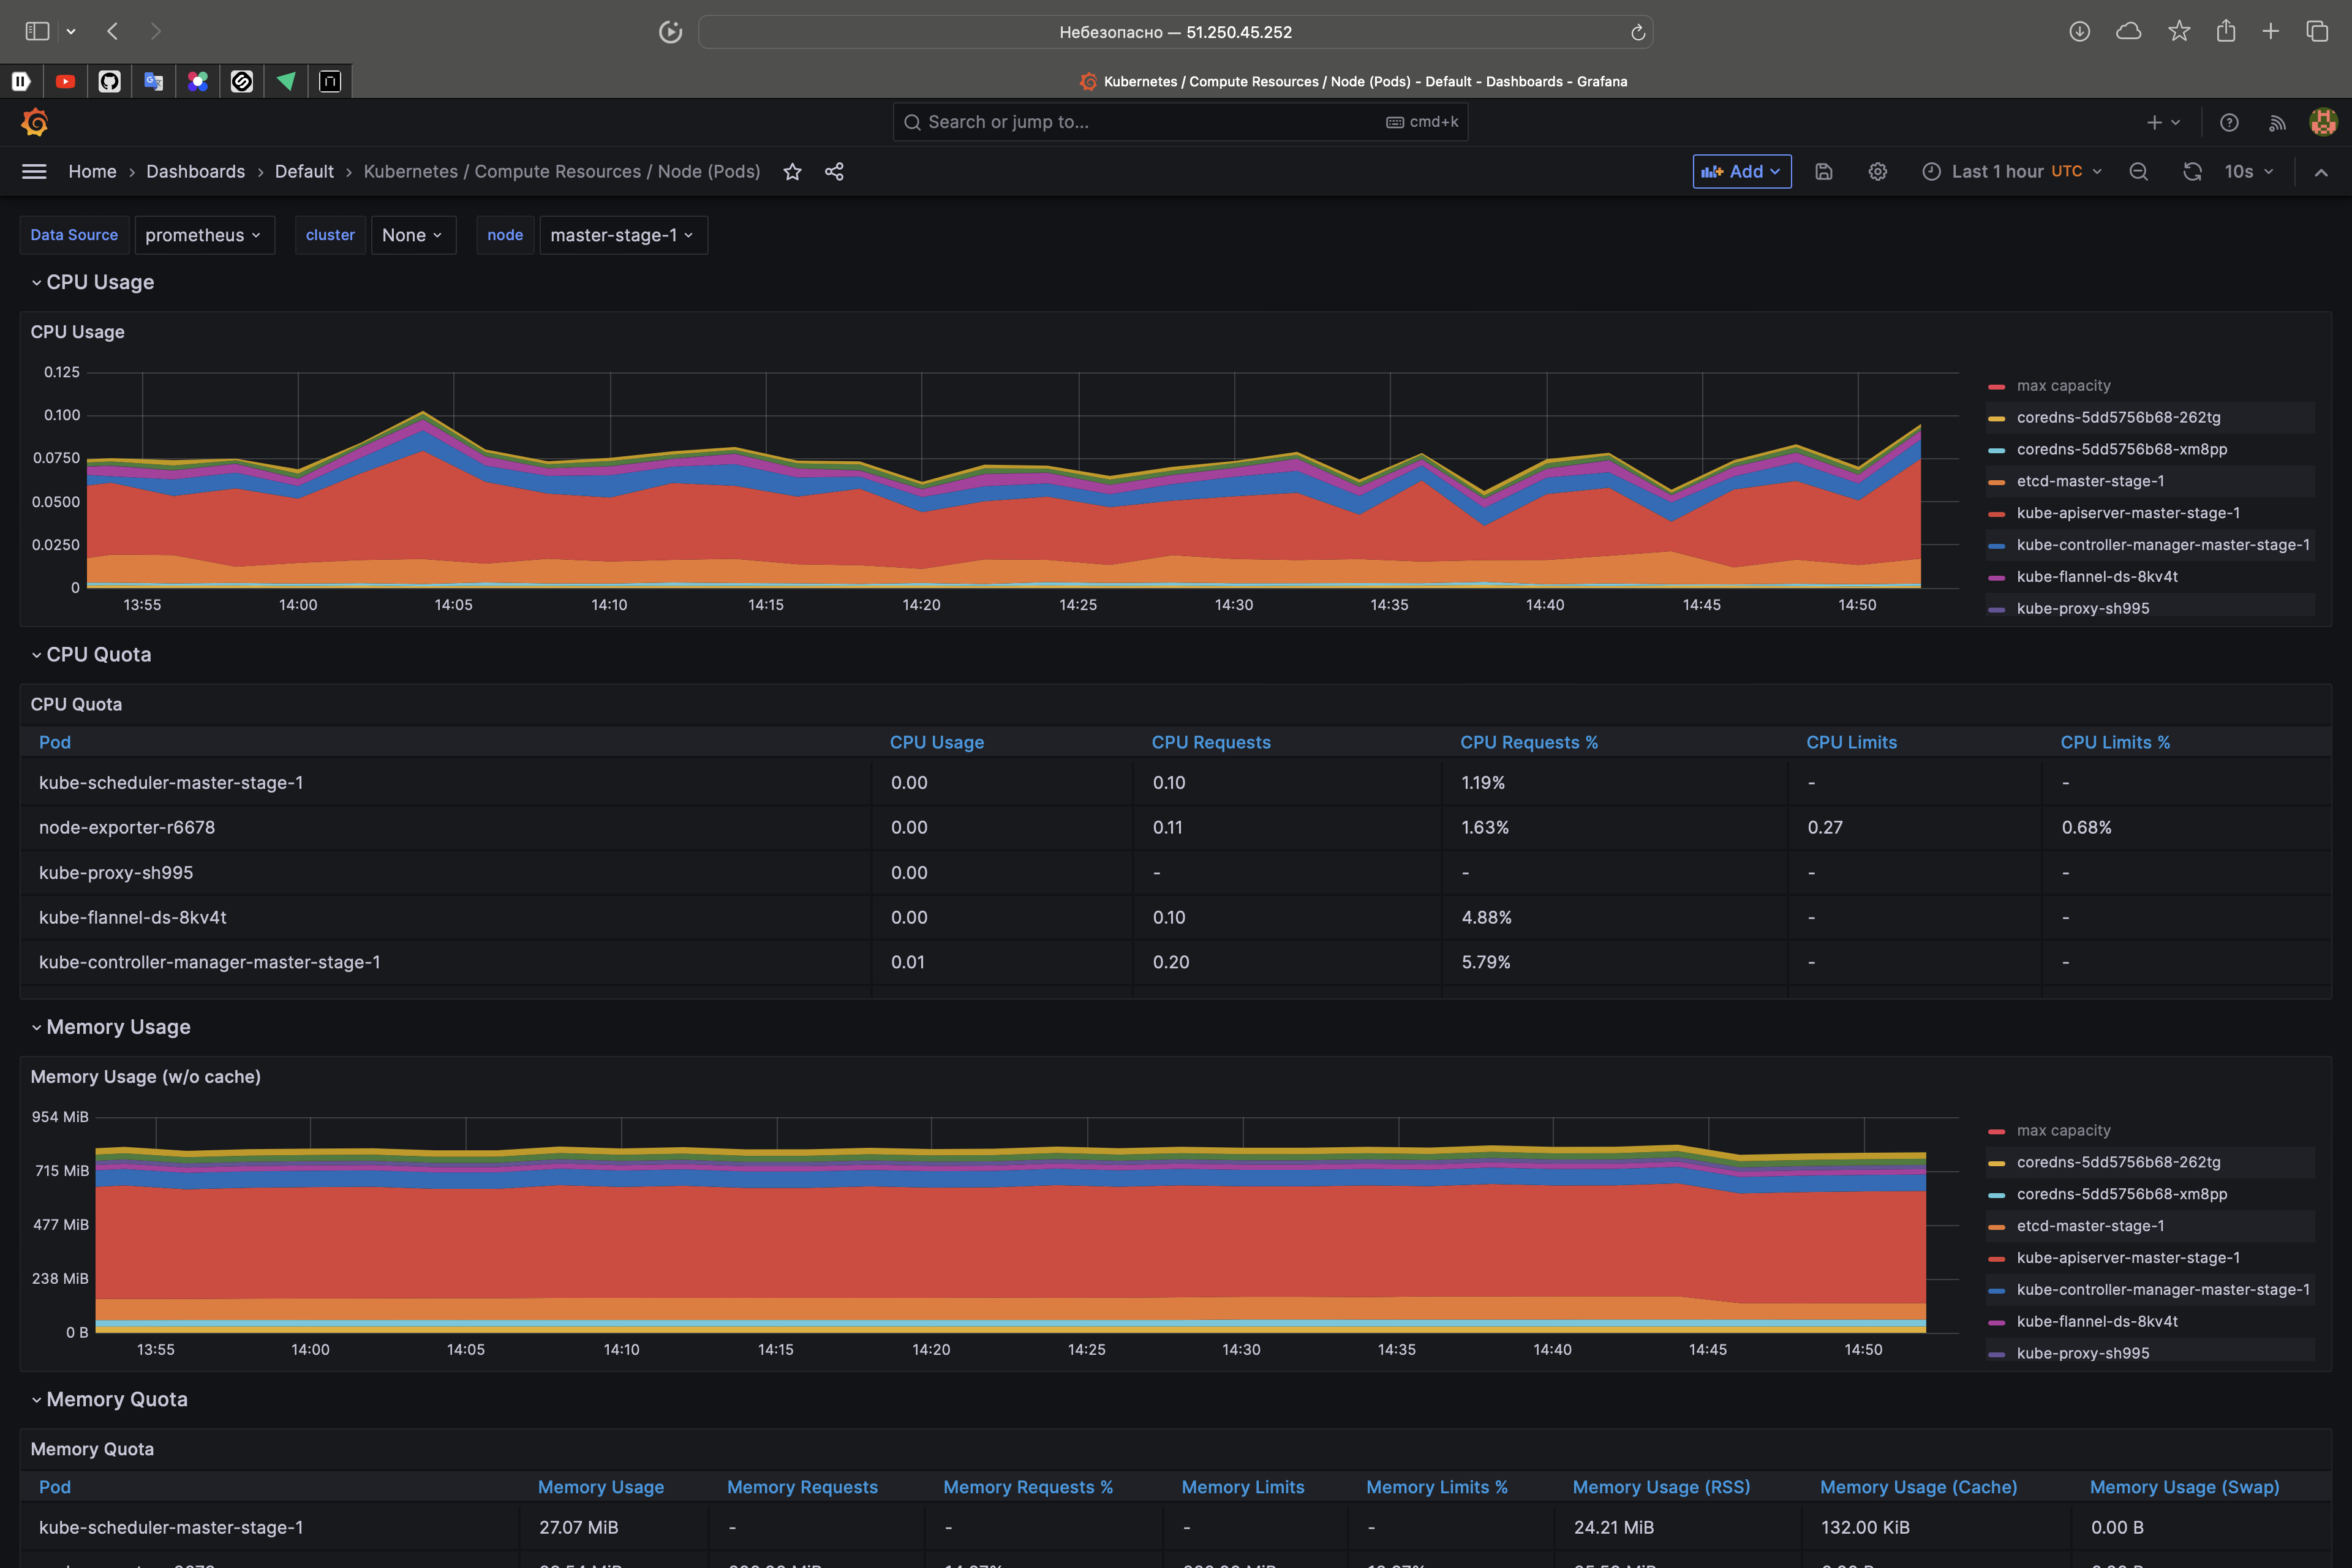 Небезопасно — 51.250.45.252
Kubernetes / Compute Resources / Node (Pods) - Default - Dashboards - Grafana
Search or jump to...
cmd+k
Home › Dashboards › Default › Kubernetes / Compute Resources / Node (Pods)
Add
Last 1 hour UTC
10s
Data Source prometheus cluster None node master-stage-1
CPU Usage
CPU Usage
0.125
0.100
0.0750
0.0500
0.0250
0
13:55 14:00 14:05 14:10 14:15 14:20 14:25 14:30 14:35 14:40 14:45 14:50
max capacity
coredns-5dd5756b68-262tg
coredns-5dd5756b68-xm8pp
etcd-master-stage-1
kube-apiserver-master-stage-1
kube-controller-manager-master-stage-1
kube-flannel-ds-8kv4t
kube-proxy-sh995
CPU Quota
CPU Quota
Pod CPU Usage CPU Requests CPU Requests % CPU Limits CPU Limits %
kube-scheduler-master-stage-1 0.00 0.10 1.19% - -
node-exporter-r6678 0.00 0.11 1.63% 0.27 0.68%
kube-proxy-sh995 0.00 - - - -
kube-flannel-ds-8kv4t 0.00 0.10 4.88% - -
kube-controller-manager-master-stage-1 0.01 0.20 5.79% - -
Memory Usage
Memory Usage (w/o cache)
954 MiB
715 MiB
477 MiB
238 MiB
0 B
13:55 14:00 14:05 14:10 14:15 14:20 14:25 14:30 14:35 14:40 14:45 14:50
max capacity
coredns-5dd5756b68-262tg
coredns-5dd5756b68-xm8pp
etcd-master-stage-1
kube-apiserver-master-stage-1
kube-controller-manager-master-stage-1
kube-flannel-ds-8kv4t
kube-proxy-sh995
Memory Quota
Memory Quota
Pod Memory Usage Memory Requests Memory Requests % Memory Limits Memory Limits % Memory Usage (RSS) Memory Usage (Cache) Memory Usage (Swap)
kube-scheduler-master-stage-1 27.07 MiB - - - - 24.21 MiB 132.00 KiB 0.00 B